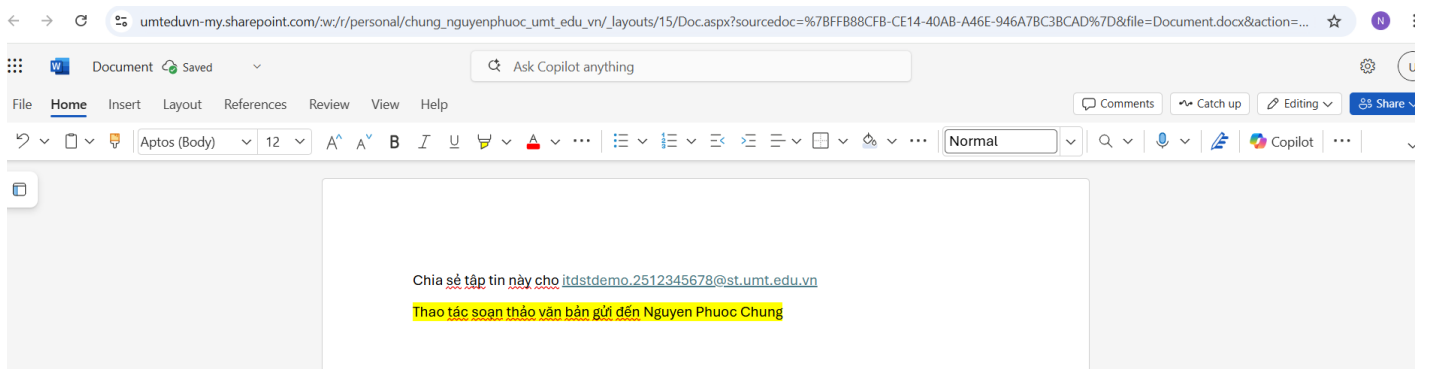 umteduvn-my.sharepoint.com/:w:/r/personal/chung_nguyenphuoc_umt_edu_vn/_layouts/15/Doc.aspx?sourcedoc=%7BFFB88CFB-CE14-40AB-A46E-946A7BC3BCAD%7D&file=Document.docx&action=... N
W Document Saved Ask Copilot anything U
File Home Insert Layout References Review View Help Comments Catch up Editing Share
Aptos (Body) 12 A^ A˅ B I U A Normal Copilot
Chia sẻ tập tin này cho itdstdemo.2512345678@st.umt.edu.vn
Thao tác soạn thảo văn bản gửi đến Nguyen Phuoc Chung